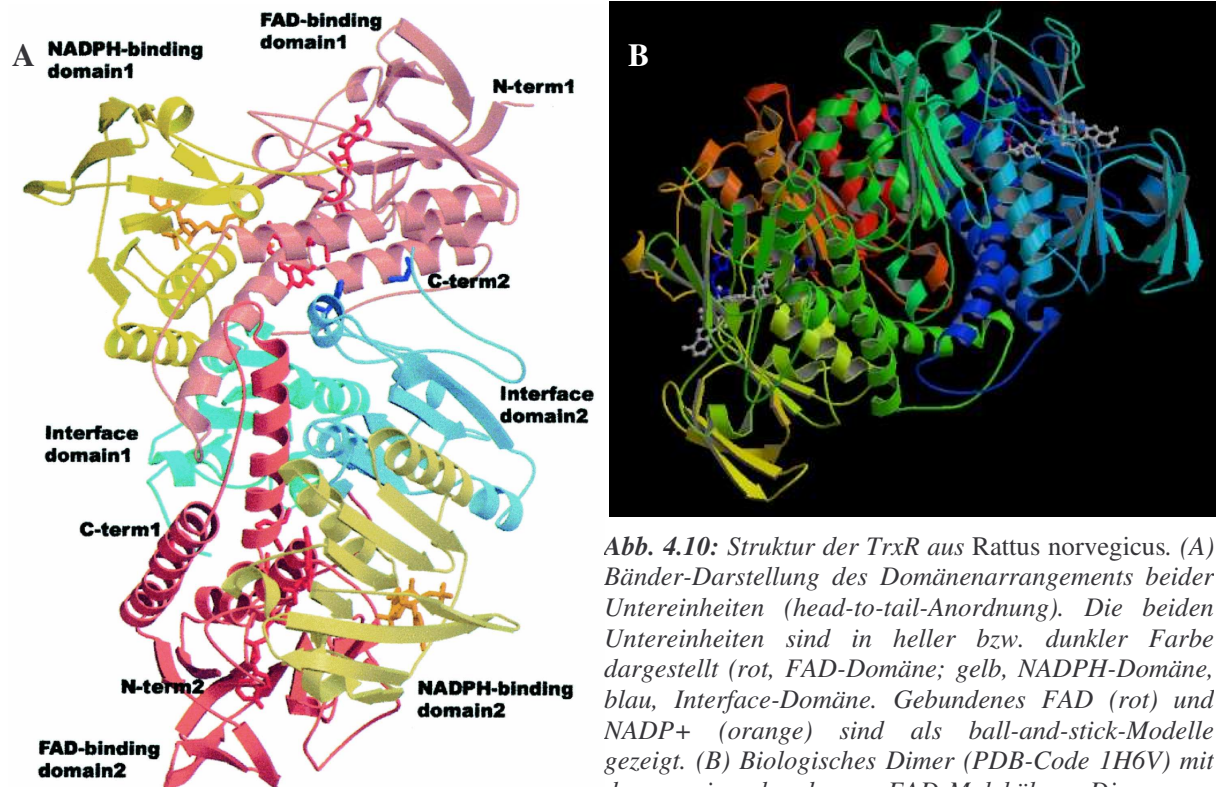 A
NADPH-binding
domain1
FAD-binding
domain1
N-term1
C-term2
Interface
domain2
Interface
domain1
C-term1
N-term2
NADPH-binding
domain2
FAD-binding
domain2
B
Abb. 4.10: Struktur der TrxR aus Rattus norvegicus. (A)
Bänder-Darstellung des Domänenarrangements beider
Untereinheiten (head-to-tail-Anordnung). Die beiden
Untereinheiten sind in heller bzw. dunkler Farbe
dargestellt (rot, FAD-Domäne; gelb, NADPH-Domäne,
blau, Interface-Domäne. Gebundenes FAD (rot) und
NADP+ (orange) sind als ball-and-stick-Modelle
gezeigt. (B) Biologisches Dimer (PDB-Code 1H6V) mit